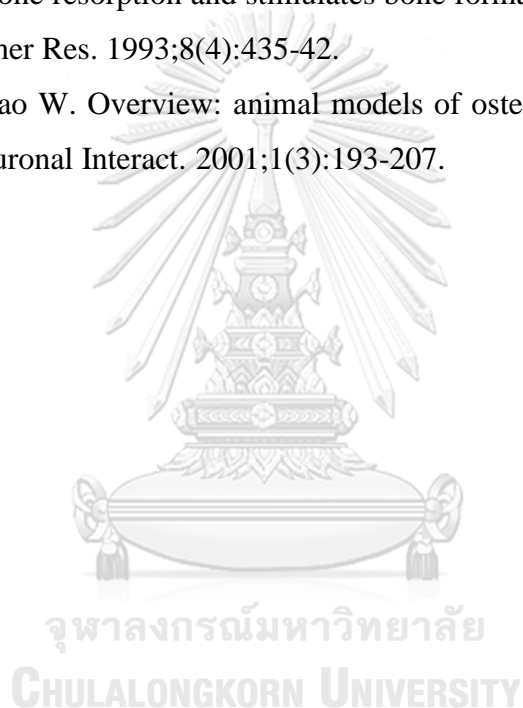 one resorption and stimulates bone forma
ner Res. 1993;8(4):435-42.
ao W. Overview: animal models of oste
uronal Interact. 2001;1(3):193-207.
จุฬาลงกรณ์มหาวิทยาลัย
CHULALONGKORN UNIVERSITY